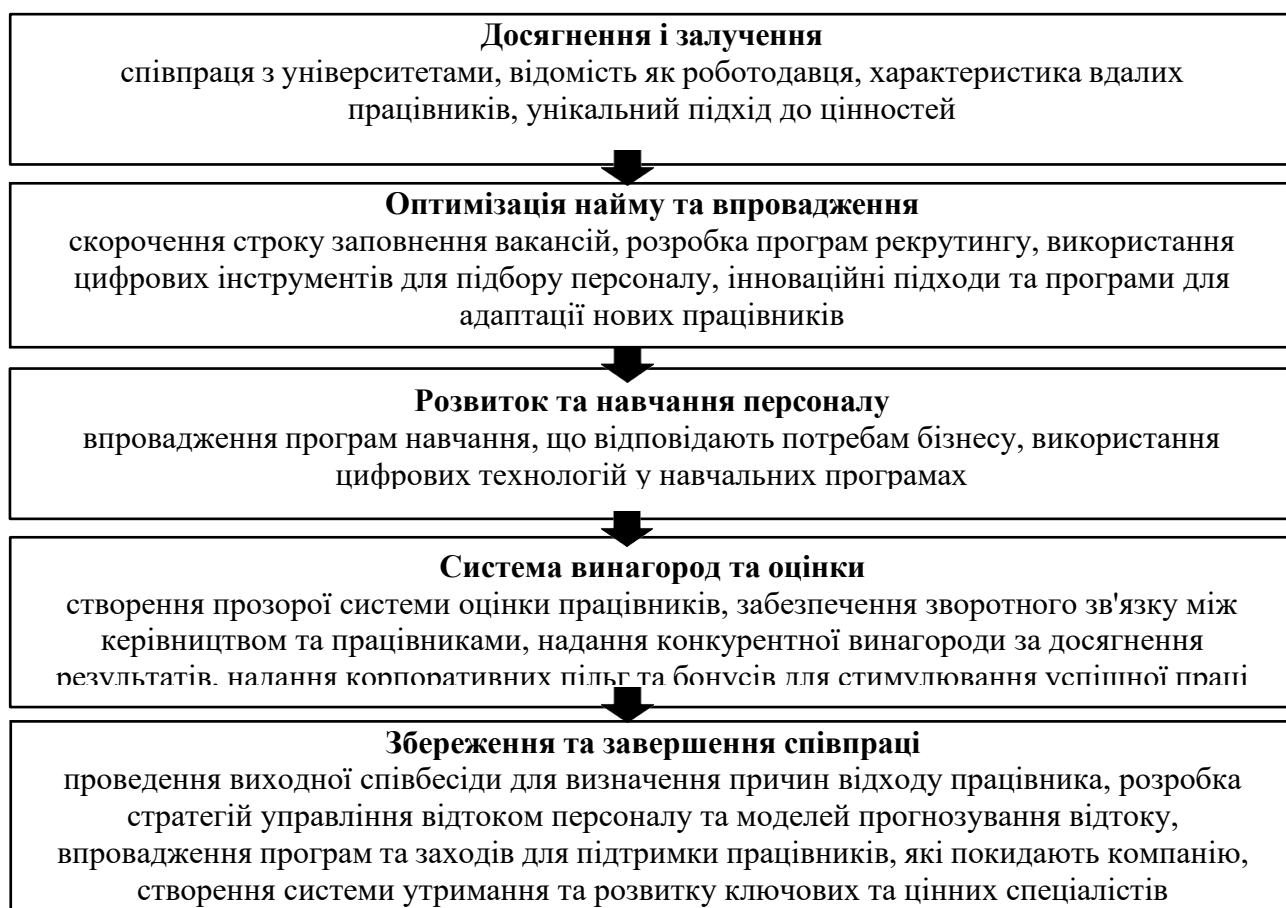 Досягнення і залучення
співпраця з університетами, відомість як роботодавця, характеристика вдалих
працівників, унікальний підхід до цінностей
Оптимізація найму та впровадження
скорочення строку заповнення вакансій, розробка програм рекрутингу, використання
цифрових інструментів для підбору персоналу, інноваційні підходи та програми для
адаптації нових працівників
Розвиток та навчання персоналу
впровадження програм навчання, що відповідають потребам бізнесу, використання
цифрових технологій у навчальних програмах
Система винагород та оцінки
створення прозорої системи оцінки працівників, забезпечення зворотного зв'язку між
керівництвом та працівниками, надання конкурентної винагороди за досягнення
результатів, надання корпоративних пільг та бонусів для стимулювання успішної праці
Збереження та завершення співпраці
проведення виходної співбесіди для визначення причин відходу працівника, розробка
стратегій управління відтоком персоналу та моделей прогнозування відтоку,
впровадження програм та заходів для підтримки працівників, які покидають компанію,
створення системи утримання та розвитку ключових та цінних спеціалістів